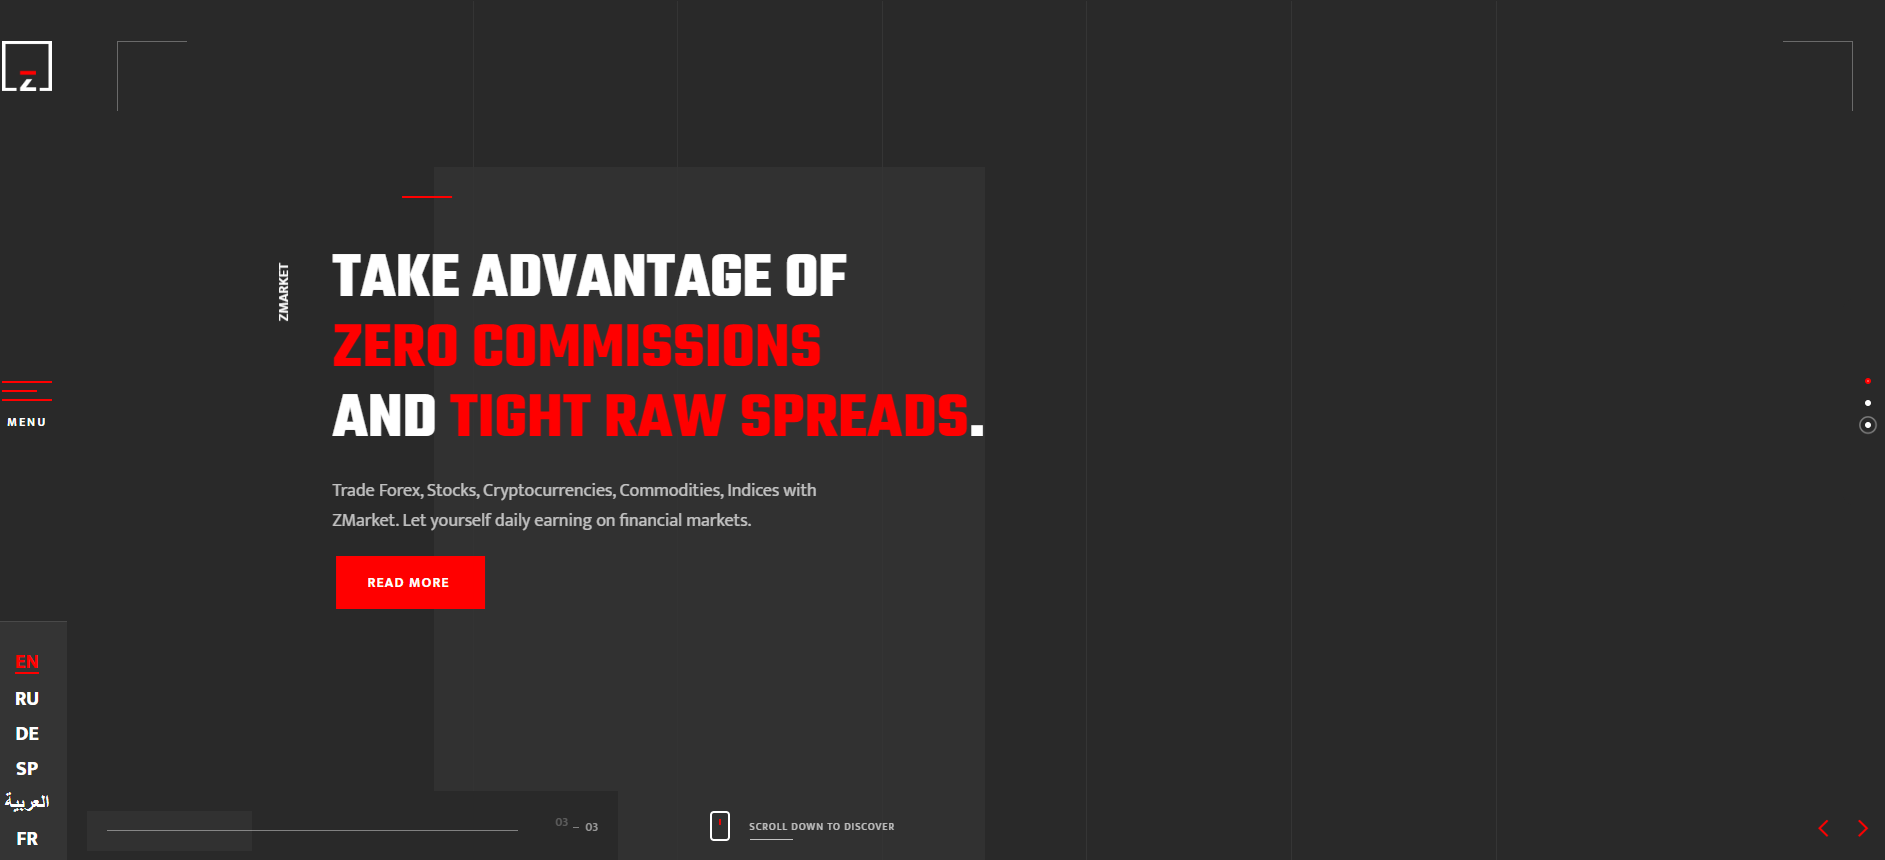 ZMARKET
TAKE ADVANTAGE OF
ZERO COMMISSIONS
AND TIGHT RAW SPREADS.
Trade Forex, Stocks, Cryptocurrencies, Commodities, Indices with
ZMarket. Let yourself daily earning on financial markets.
READ MORE
MENU
EN
RU
DE
SP
العربية
FR
03 – 03
SCROLL DOWN TO DISCOVER